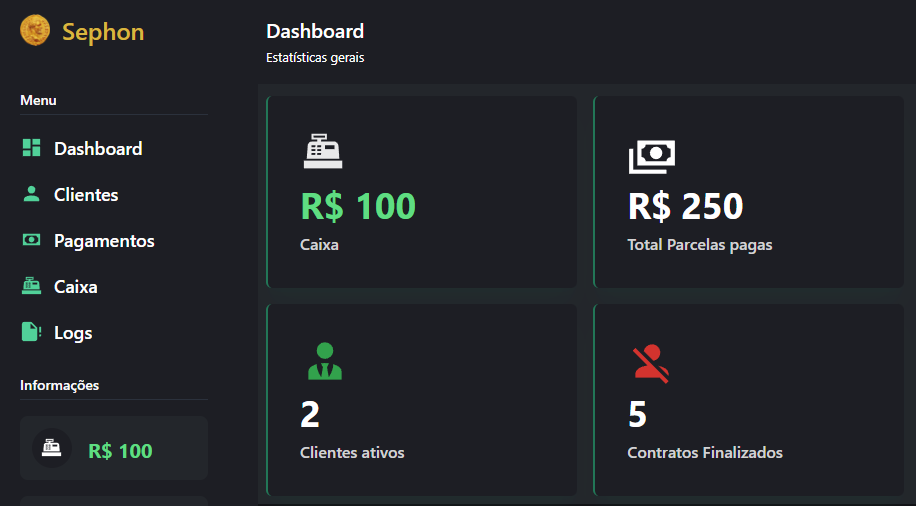 Sephon
Menu
Dashboard
Clientes
Pagamentos
Caixa
Logs
Informações
R$ 100
Dashboard
Estatísticas gerais
R$ 100
Caixa
R$ 250
Total Parcelas pagas
2
Clientes ativos
5
Contratos Finalizados